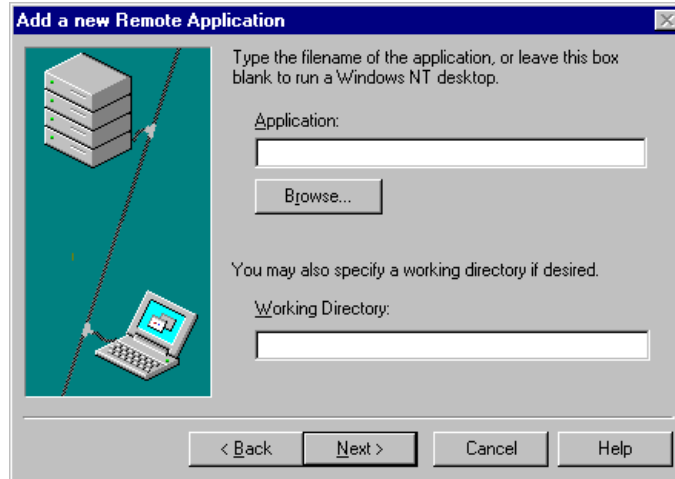 Add a new Remote Application
Type the filename of the application, or leave this box
blank to run a Windows NT desktop.
Application:
Browse...
You may also specify a working directory if desired.
Working Directory:
< Back
Next >
Cancel
Help